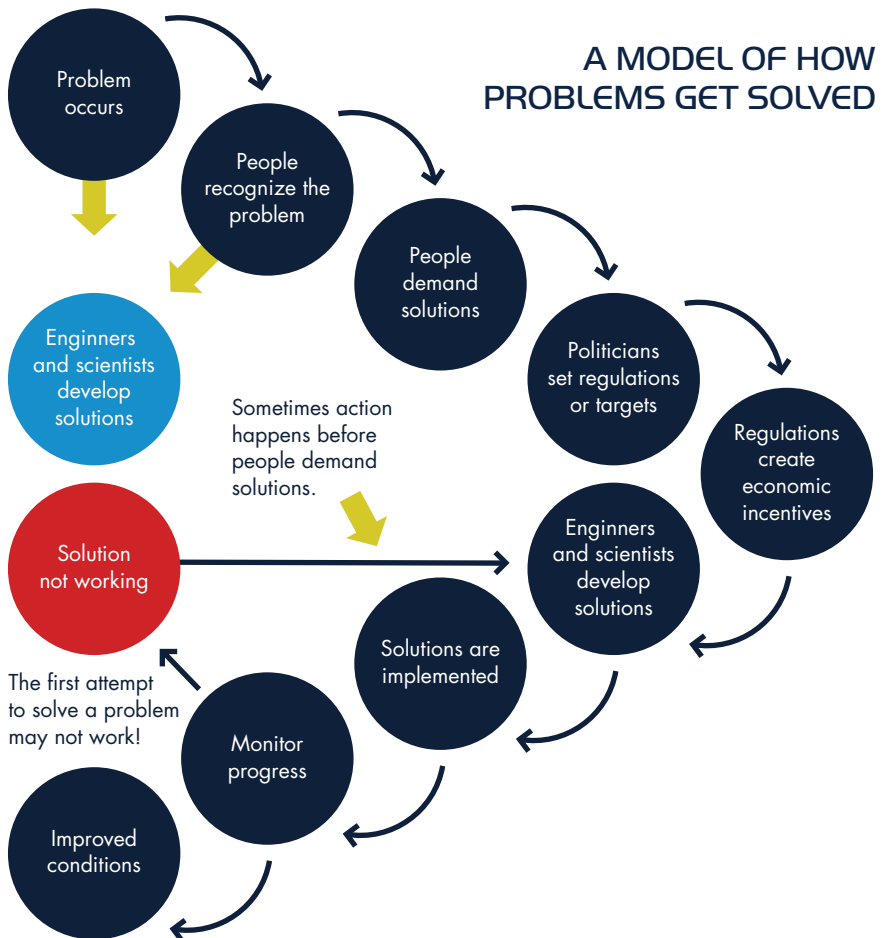 A MODEL OF HOW
PROBLEMS GET SOLVED
Problem
occurs
People
recognize the
problem
People
demand
solutions
Politicians
set regulations
or targets
Regulations
create
economic
incentives
Enginners
and scientists
develop
solutions
Sometimes action
happens before
people demand
solutions.
Enginners
and scientists
develop
solutions
Solution
not working
Solutions are
implemented
The first attempt
to solve a problem
may not work!
Monitor
progress
Improved
conditions